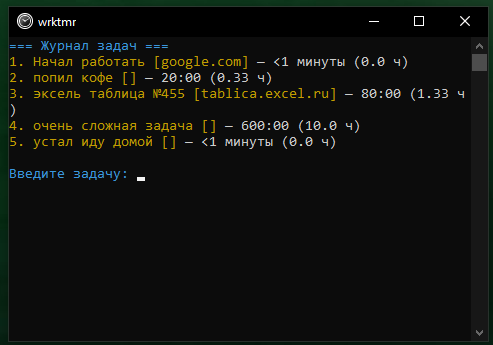 wrktmr
=== Журнал задач ===
1. Начал работать [google.com] — <1 минуты (0.0 ч)
2. попил кофе [] — 20:00 (0.33 ч)
3. эксель таблица №455 [tablica.excel.ru] — 80:00 (1.33 ч
)
4. очень сложная задача [] — 600:00 (10.0 ч)
5. устал иду домой [] — <1 минуты (0.0 ч)
Введите задачу: